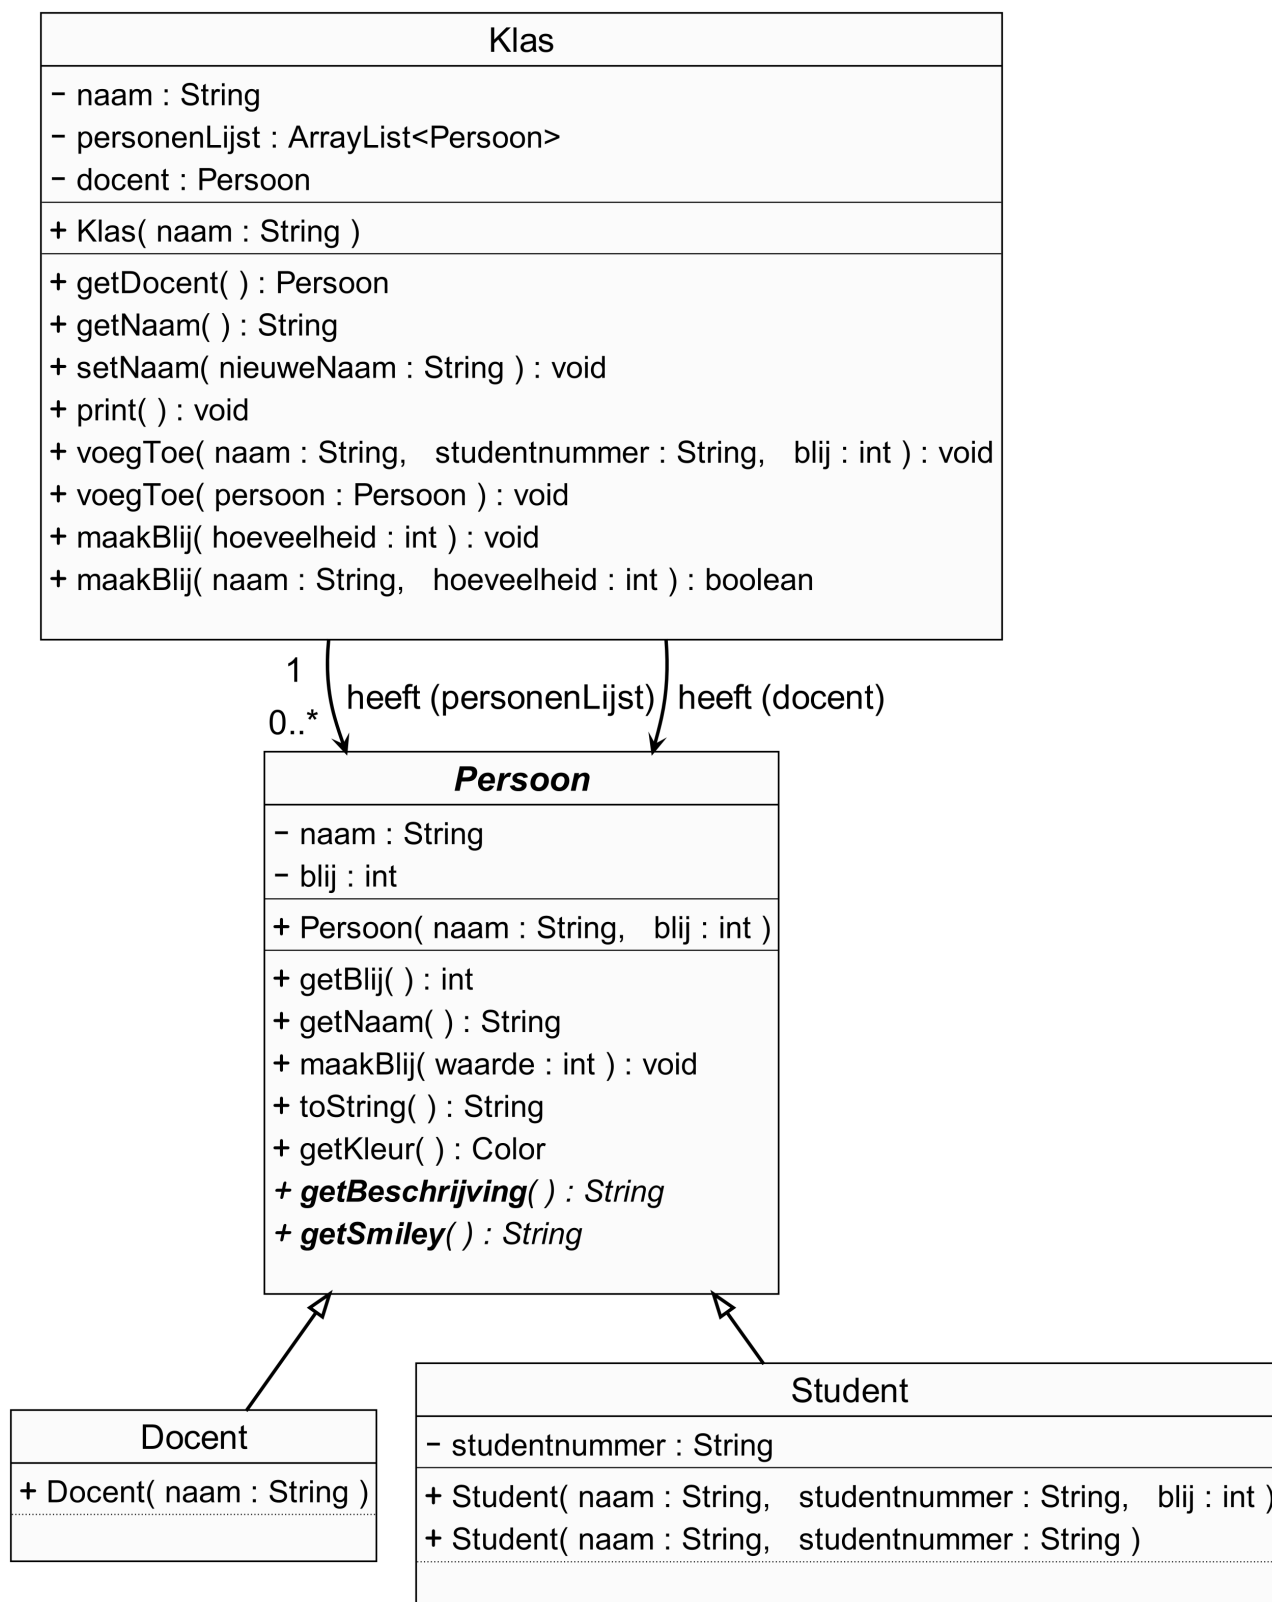 Klas
− naam : String
− personenLijst : ArrayList<Persoon>
− docent : Persoon
+ Klas( naam : String )
+ getDocent( ) : Persoon
+ getNaam( ) : String
+ setNaam( nieuweNaam : String ) : void
+ print( ) : void
+ voegToe( naam : String, studentnummer : String, blij : int ) : void
+ voegToe( persoon : Persoon ) : void
+ maakBlij( hoeveelheid : int ) : void
+ maakBlij( naam : String, hoeveelheid : int ) : boolean
1
heeft (personenLijst) heeft (docent)
0..*
Persoon
− naam : String
− blij : int
+ Persoon( naam : String, blij : int )
+ getBlij( ) : int
+ getNaam( ) : String
+ maakBlij( waarde : int ) : void
+ toString( ) : String
+ getKleur( ) : Color
+ getBeschrijving( ) : String
+ getSmiley( ) : String
Docent
+ Docent( naam : String )
Student
− studentnummer : String
+ Student( naam : String, studentnummer : String, blij : int )
+ Student( naam : String, studentnummer : String )